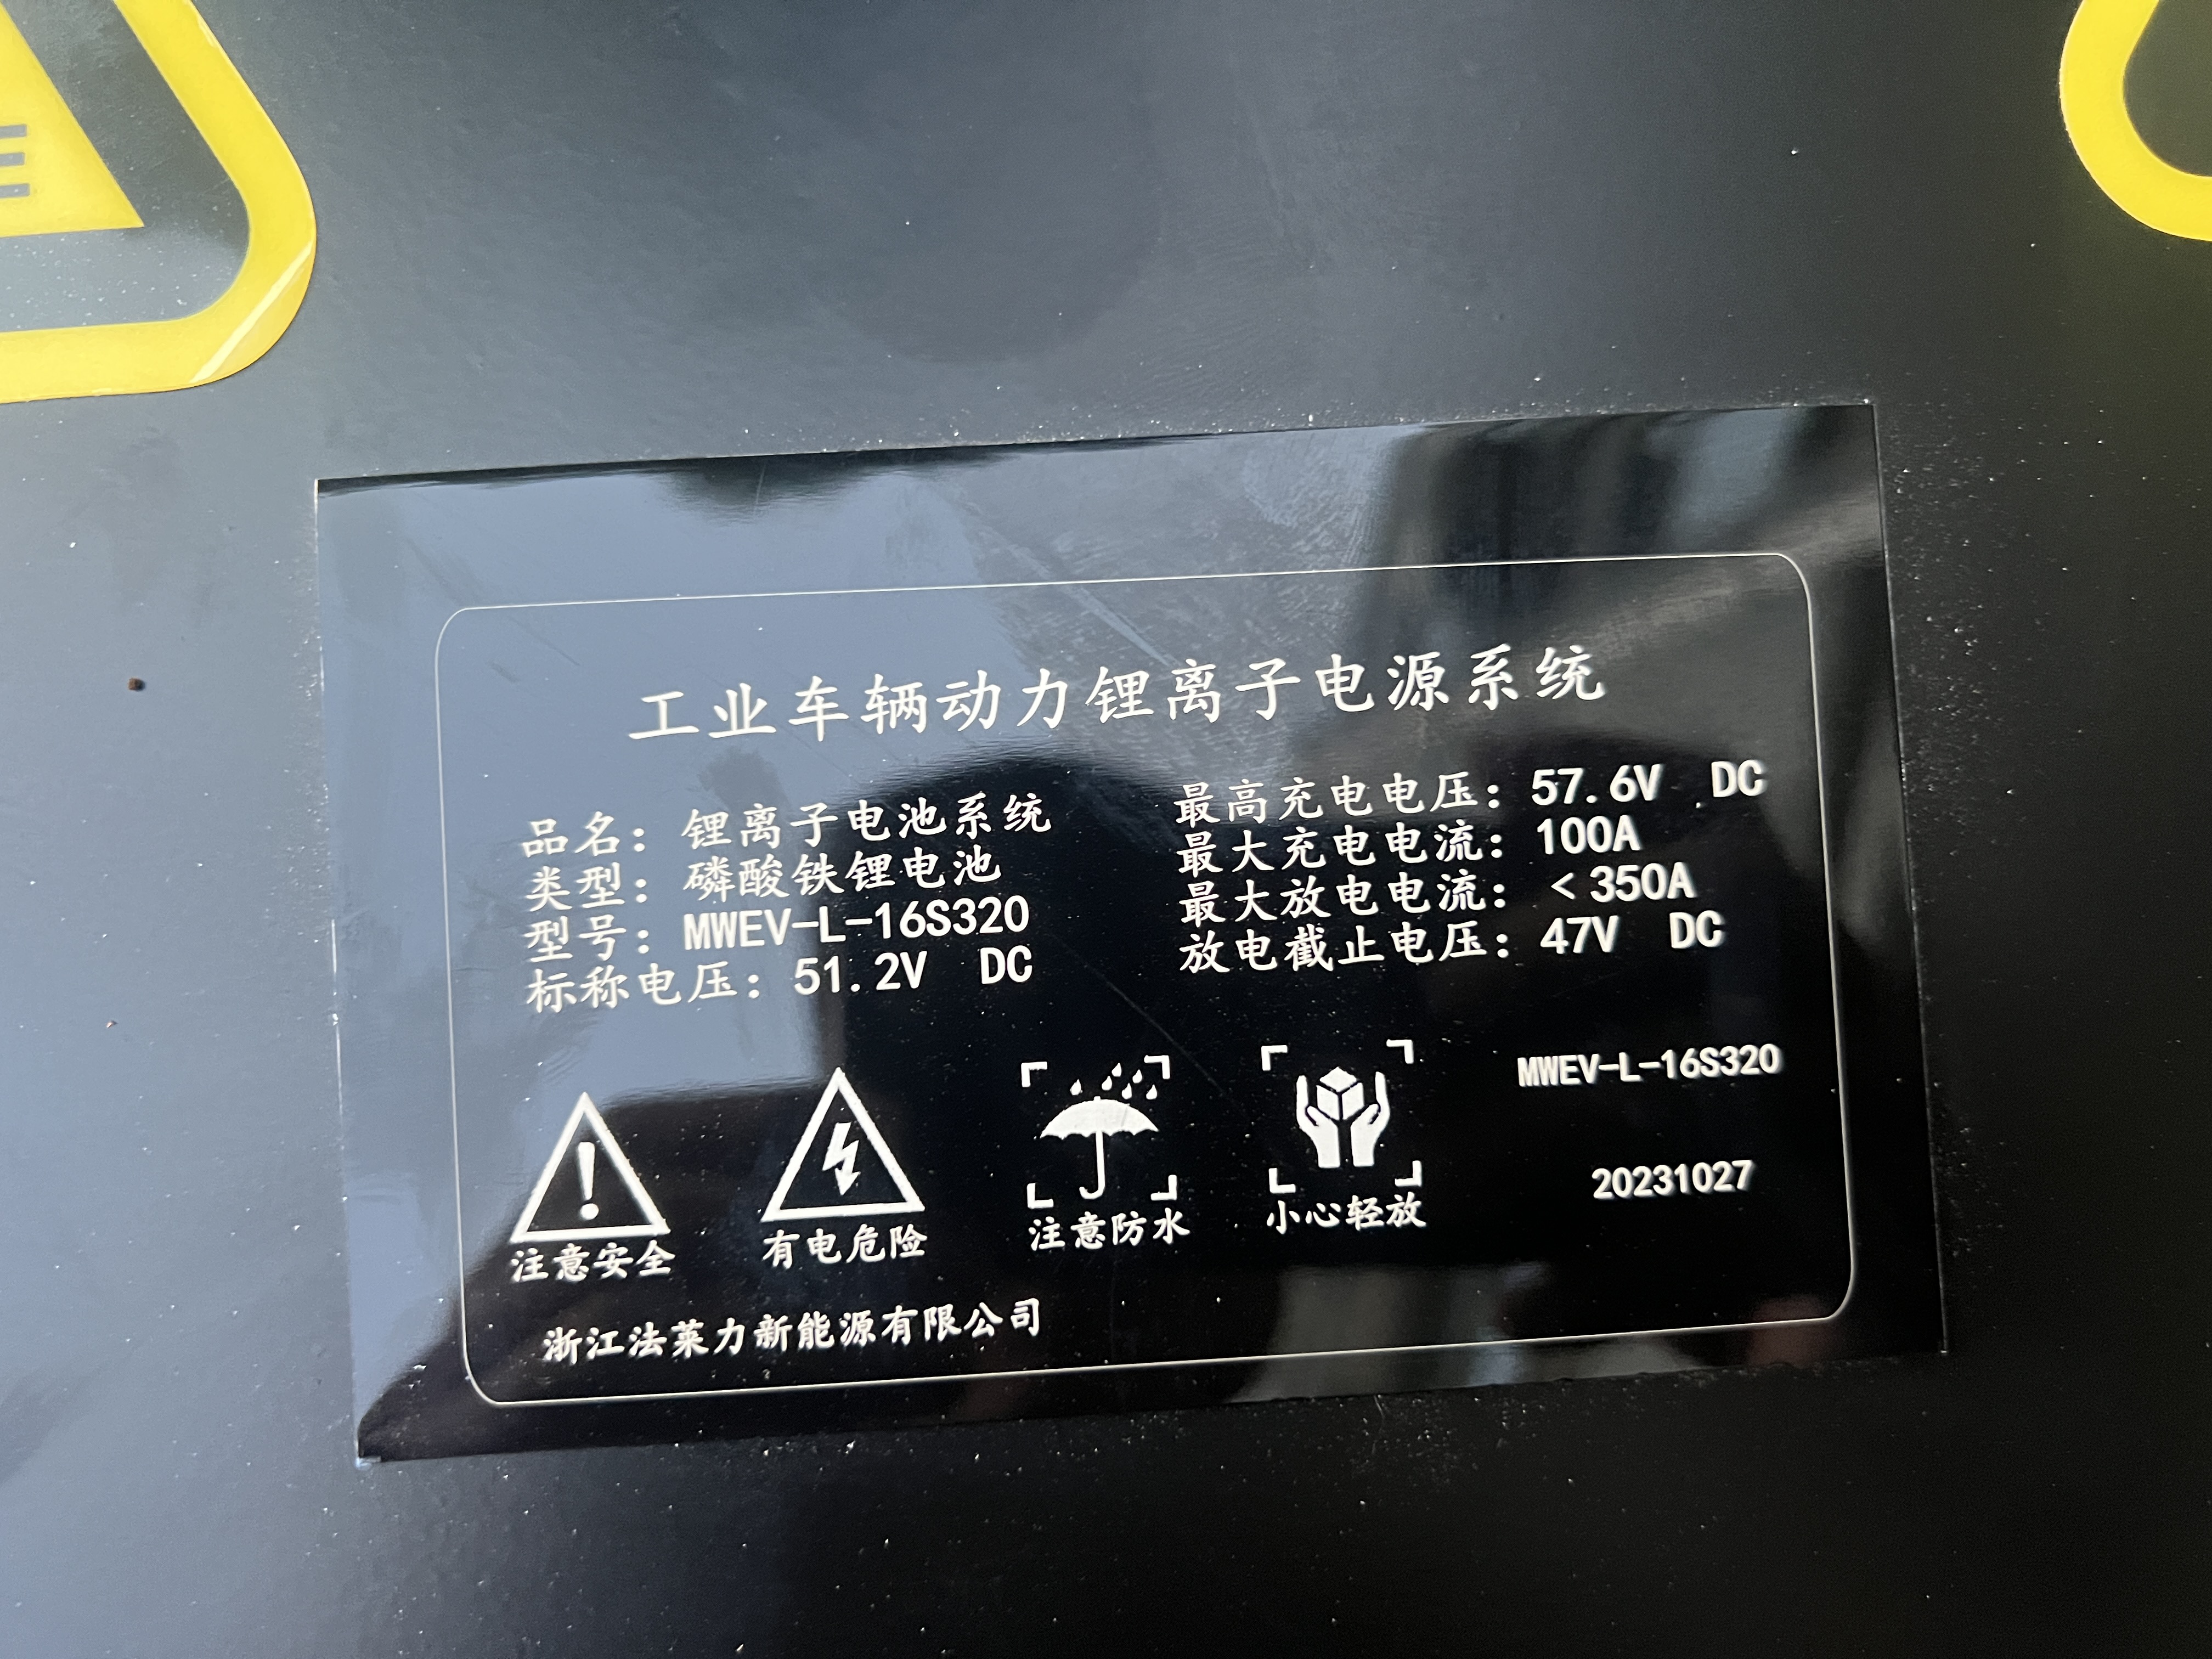 工业车辆动力锂离子电源系统
品名：锂离子电池系统
类型：磷酸铁锂电池
型号：MWEV-L-16S320
标称电压：51.2V DC
最高充电电压：57.6V DC
最大充电电流：100A
最大放电电流：<350A
放电截止电压：47V DC
MWEV-L-16S320
20231027
注意安全
有电危险
注意防水
小心轻放
浙江法莱力新能源有限公司